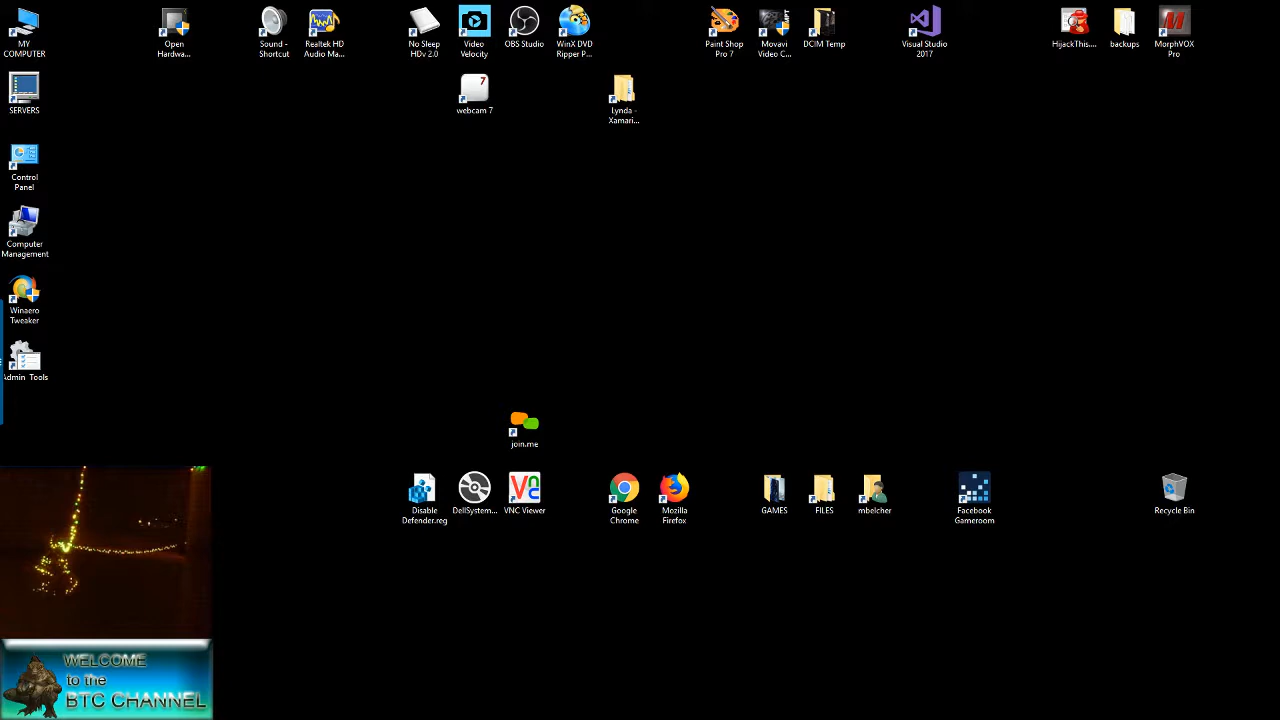 MY
COMPUTER
Open
Hardwa...
Sound -
Shortcut
Realtek HD
Audio Ma...
No Sleep
HDv 2.0
Video
Velocity
OBS Studio
WinX DVD
Ripper P...
Paint Shop
Pro 7
Movavi
Video C...
DCIM Temp
Visual Studio
2017
HijackThis....
backups
MorphVOX
Pro
SERVERS
7
webcam 7
Lynda -
Xamari...
Control
Panel
Computer
Management
Winaero
Tweaker
Admin Tools
join.me
Disable
Defender.reg
DellSystem...
VNC Viewer
Google
Chrome
Mozilla
Firefox
GAMES
FILES
mbelcher
Facebook
Gameroom
Recycle Bin
WELCOME
to the
BTC CHANNEL